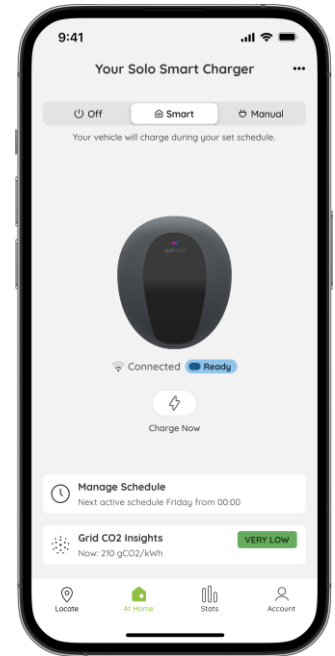 9:41
Your Solo Smart Charger
Off Smart Manual
Your vehicle will charge during your set schedule.
Connected Ready
Charge Now
Manage Schedule
Next active schedule Friday from 00:00
Grid CO2 Insights VERY LOW
Now: 210 gCO2/kWh
Locate At Home Stats Account